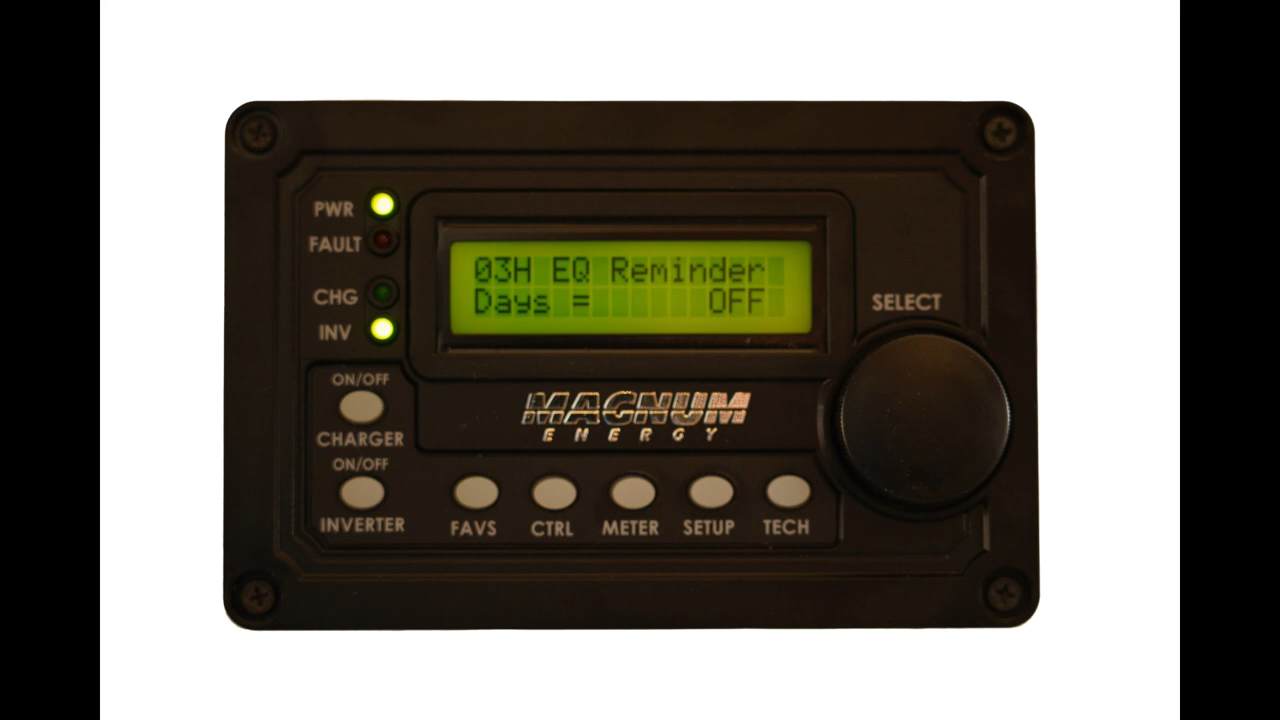 PWR
FAULT
CHG
INV
03H EQ Reminder
Days = OFF
SELECT
MAGNUM
ENERGY
ON/OFF
CHARGER
ON/OFF
INVERTER
FAVS
CTRL
METER
SETUP
TECH